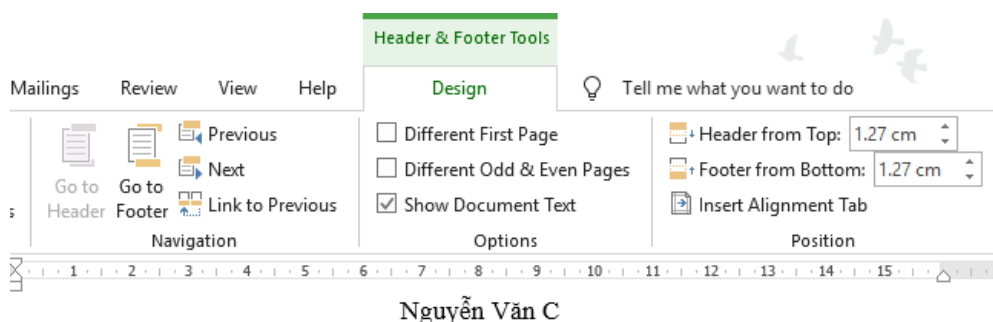 Header & Footer Tools
Mailings Review View Help Design Tell me what you want to do
Previous Different First Page Header from Top: 1.27 cm
Go to Go to Next Different Odd & Even Pages Footer from Bottom: 1.27 cm
s Header Footer Link to Previous Show Document Text Insert Alignment Tab
Navigation Options Position
1 2 3 4 5 6 7 8 9 10 11 12 13 14 15
Nguyễn Văn C